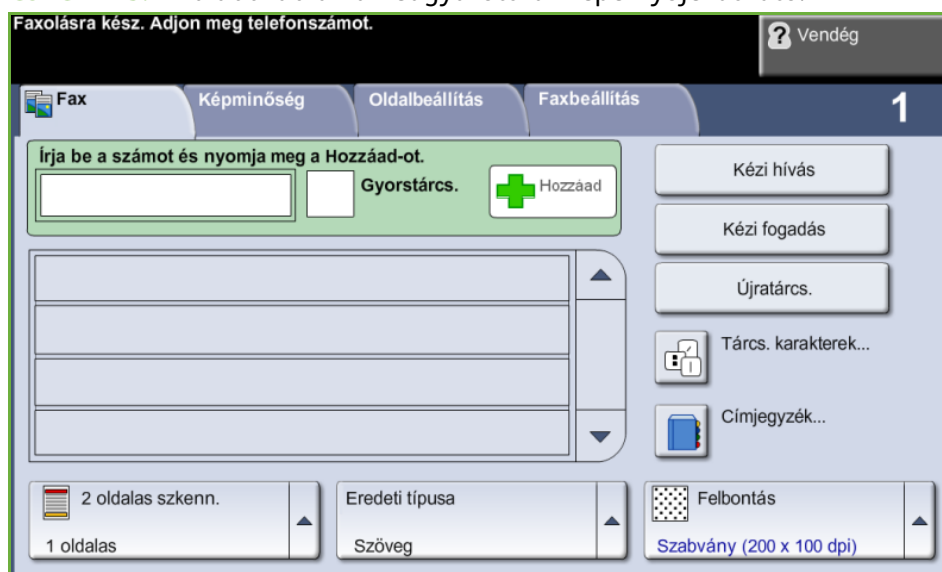 Faxolásra kész. Adjon meg telefonszámot.
? Vendég
Fax
Képminőség
Oldalbeállítás
Faxbeállítás
1
Írja be a számot és nyomja meg a Hozzáad-ot.
Gyorstárcs.
Hozzáad
Kézi hívás
Kézi fogadás
Újratárcs.
Tárcs. karakterek...
Címjegyzék...
2 oldalas szkenn.
1 oldalas
Eredeti típusa
Szöveg
Felbontás
Szabvány (200 x 100 dpi)